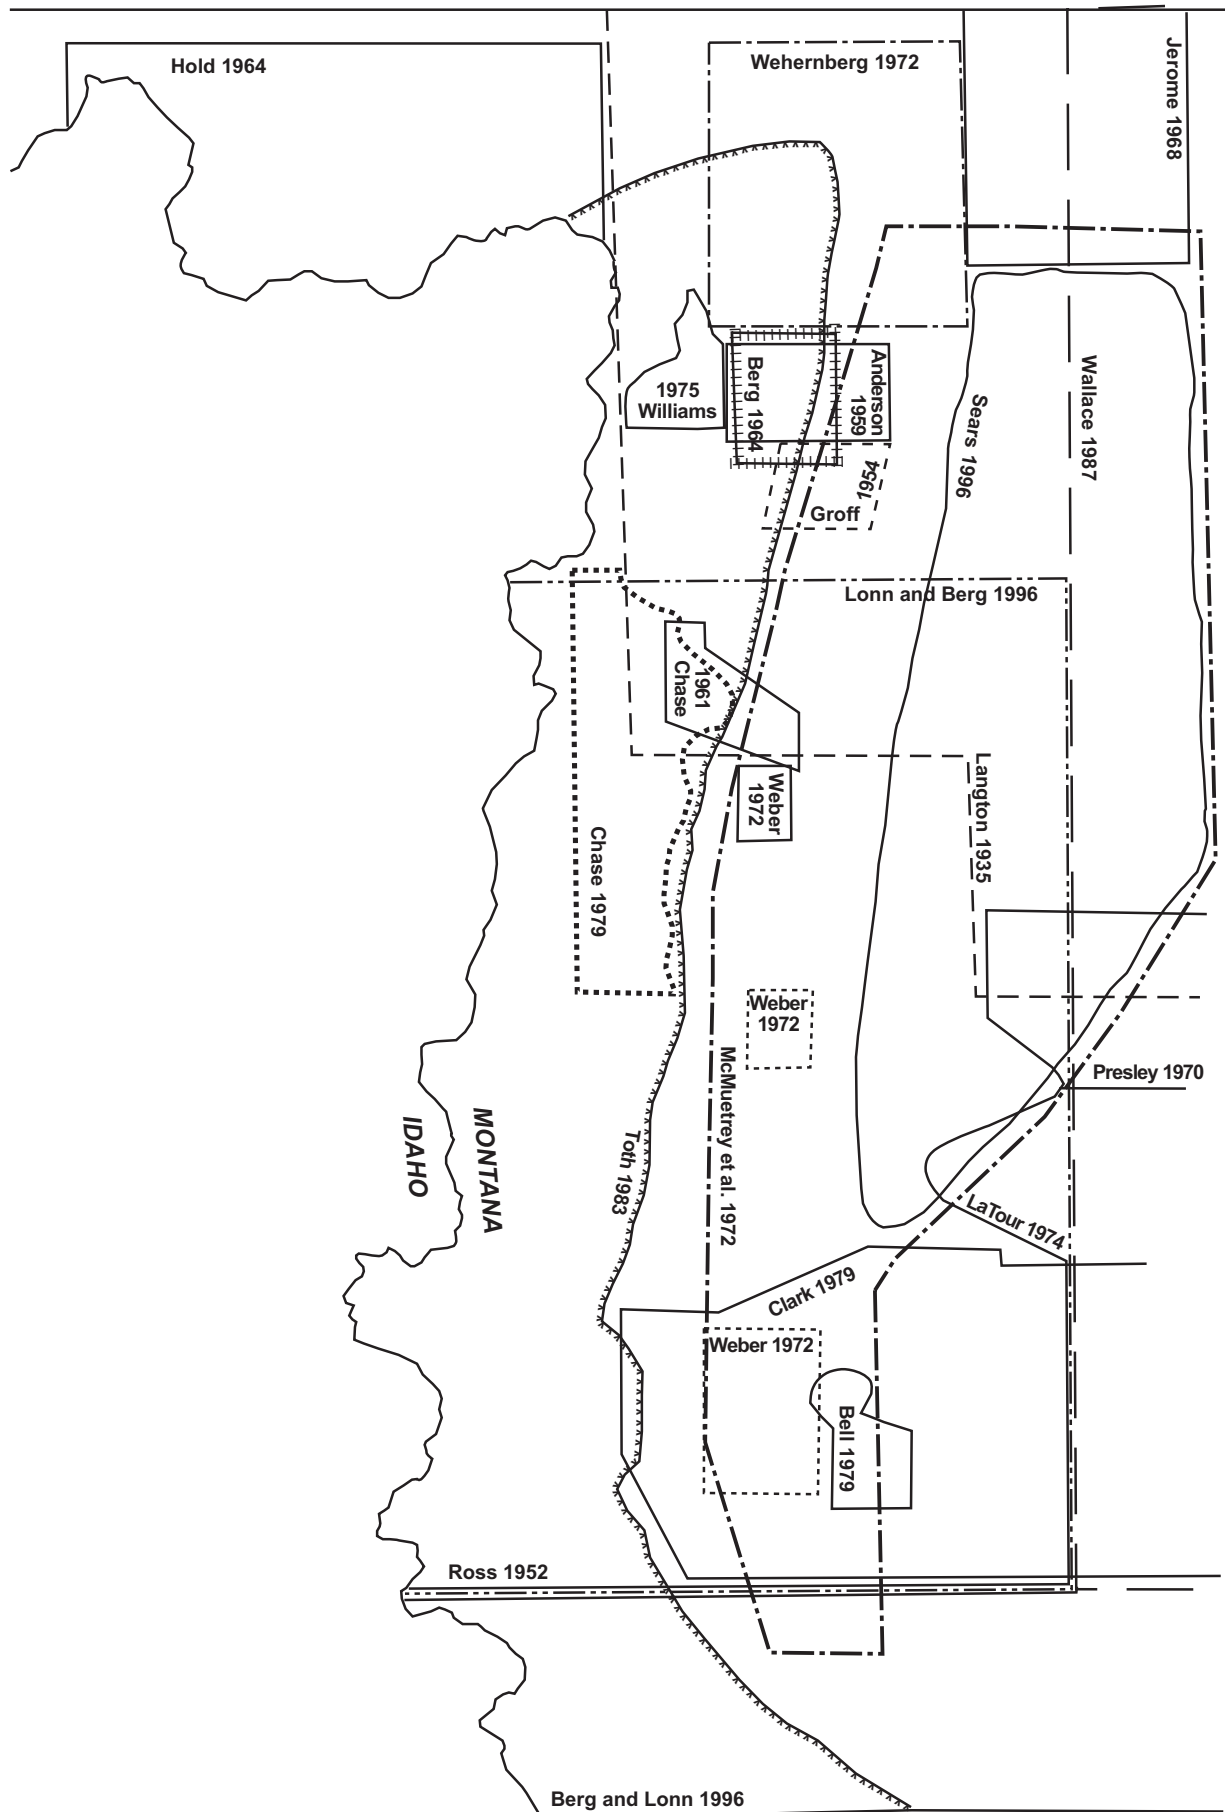 Hold 1964
Wehernberg 1972
Jerome 1968
Wallace 1987
Sears 1996
Anderson
1959
Berg 1964
1975
Williams
1954
Groff
Lonn and Berg 1996
1961
Chase
Weber
1972
Langton 1935
Chase 1979
Weber
1972
McMuetrey et al. 1972
Presley 1970
MONTANA
IDAHO
Toth 1983
LaTour 1974
Clark 1979
Weber 1972
Bell 1979
Ross 1952
Berg and Lonn 1996